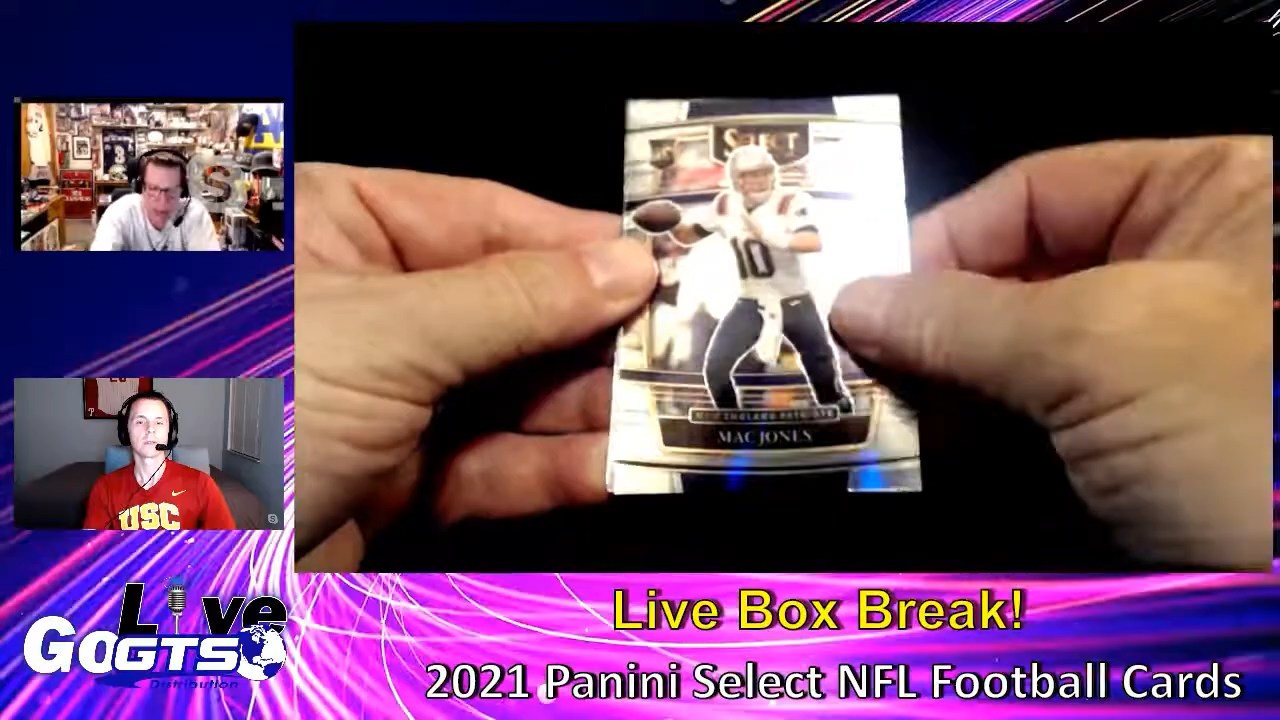 SELECT
10
NEW ENGLAND PATRIOTS
MAC JONES
USC
Live
GOGTS
Distribution
Live Box Break!
2021 Panini Select NFL Football Cards